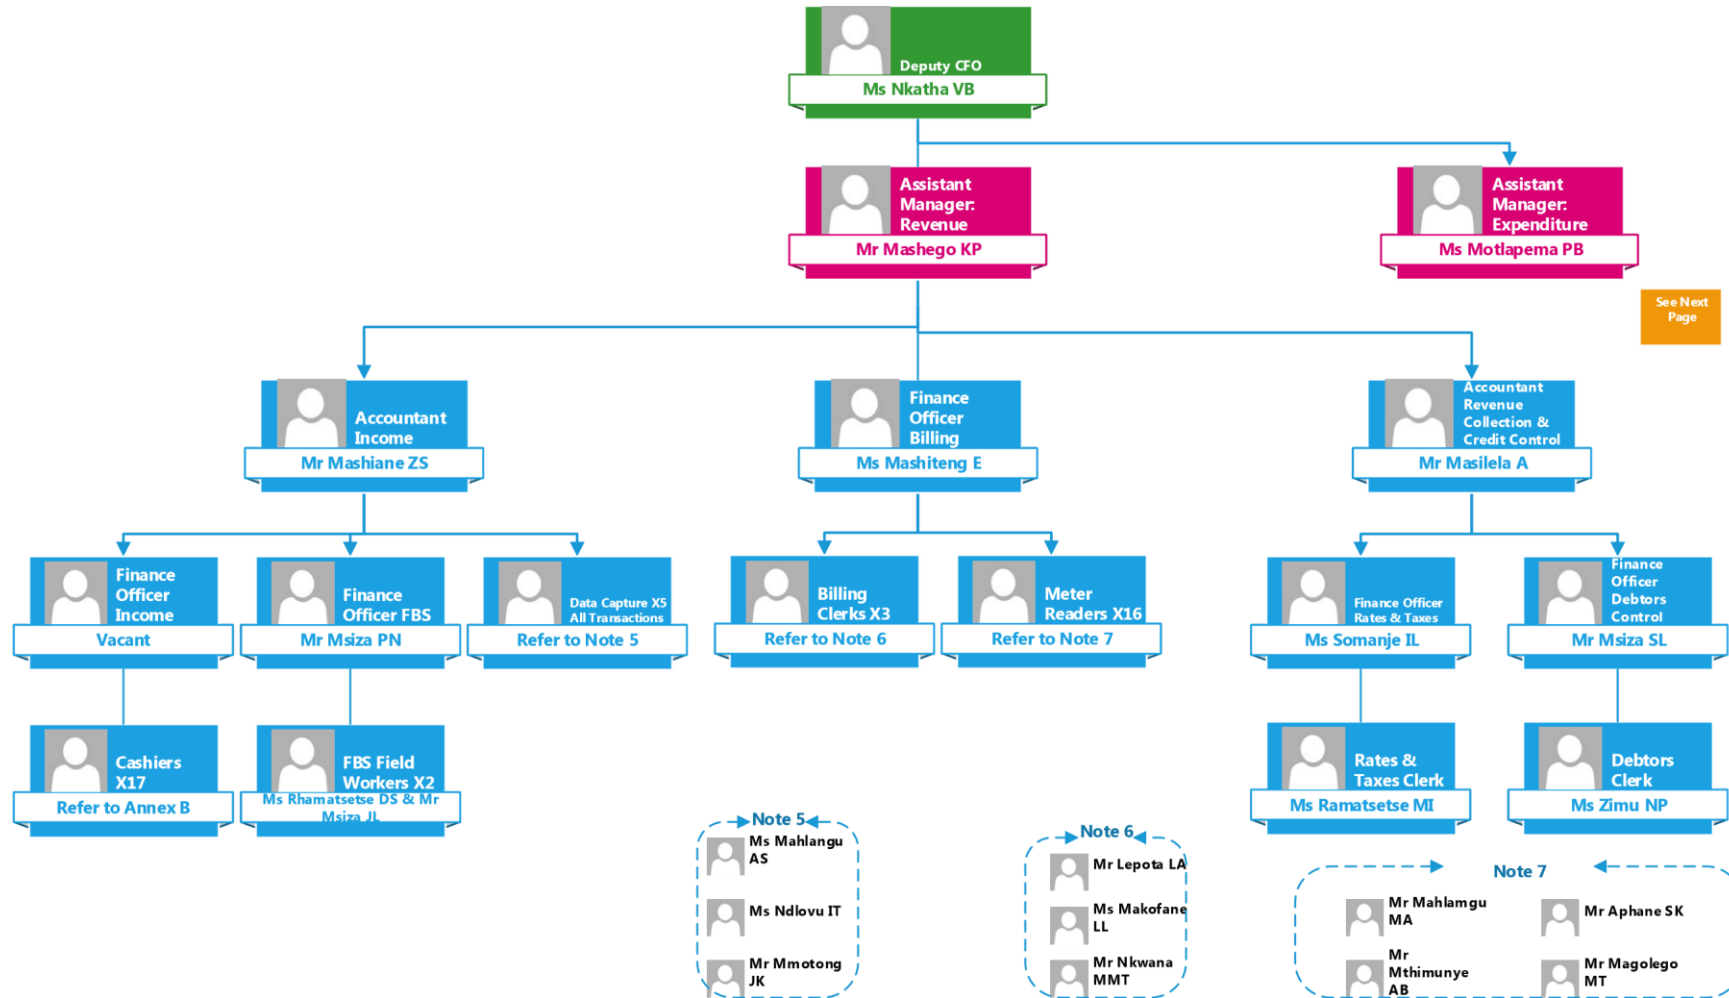 Deputy CFO
Ms Nkatha VB
Assistant
Manager:
Revenue
Mr Mashego KP
Assistant
Manager:
Expenditure
Ms Motlapema PB
See Next
Page
Accountant
Income
Mr Mashiane ZS
Finance
Officer
Billing
Ms Mashiteng E
Accountant
Revenue
Collection &
Credit Control
Mr Masilela A
Finance
Officer
Income
Vacant
Finance
Officer FBS
Mr Msiza PN
Data Capture X5
All Transactions
Refer to Note 5
Billing
Clerks X3
Refer to Note 6
Meter
Readers X16
Refer to Note 7
Finance Officer
Rates & Taxes
Ms Somanje IL
Finance
Officer
Debtors
Control
Mr Msiza SL
Cashiers
X17
Refer to Annex B
FBS Field
Workers X2
Ms Rhamatsetse DS & Mr
Msiza JL
Rates &
Taxes Clerk
Ms Ramatsetse MI
Debtors
Clerk
Ms Zimu NP
Note 5
Ms Mahlangu
AS
Ms Ndlovu IT
Mr Mmotong
JK
Note 6
Mr Lepota LA
Ms Makofane
LL
Mr Nkwana
MMT
Note 7
Mr Mahlamgu
MA
Mr Aphane SK
Mr
Mthimunye
AB
Mr Magolego
MT